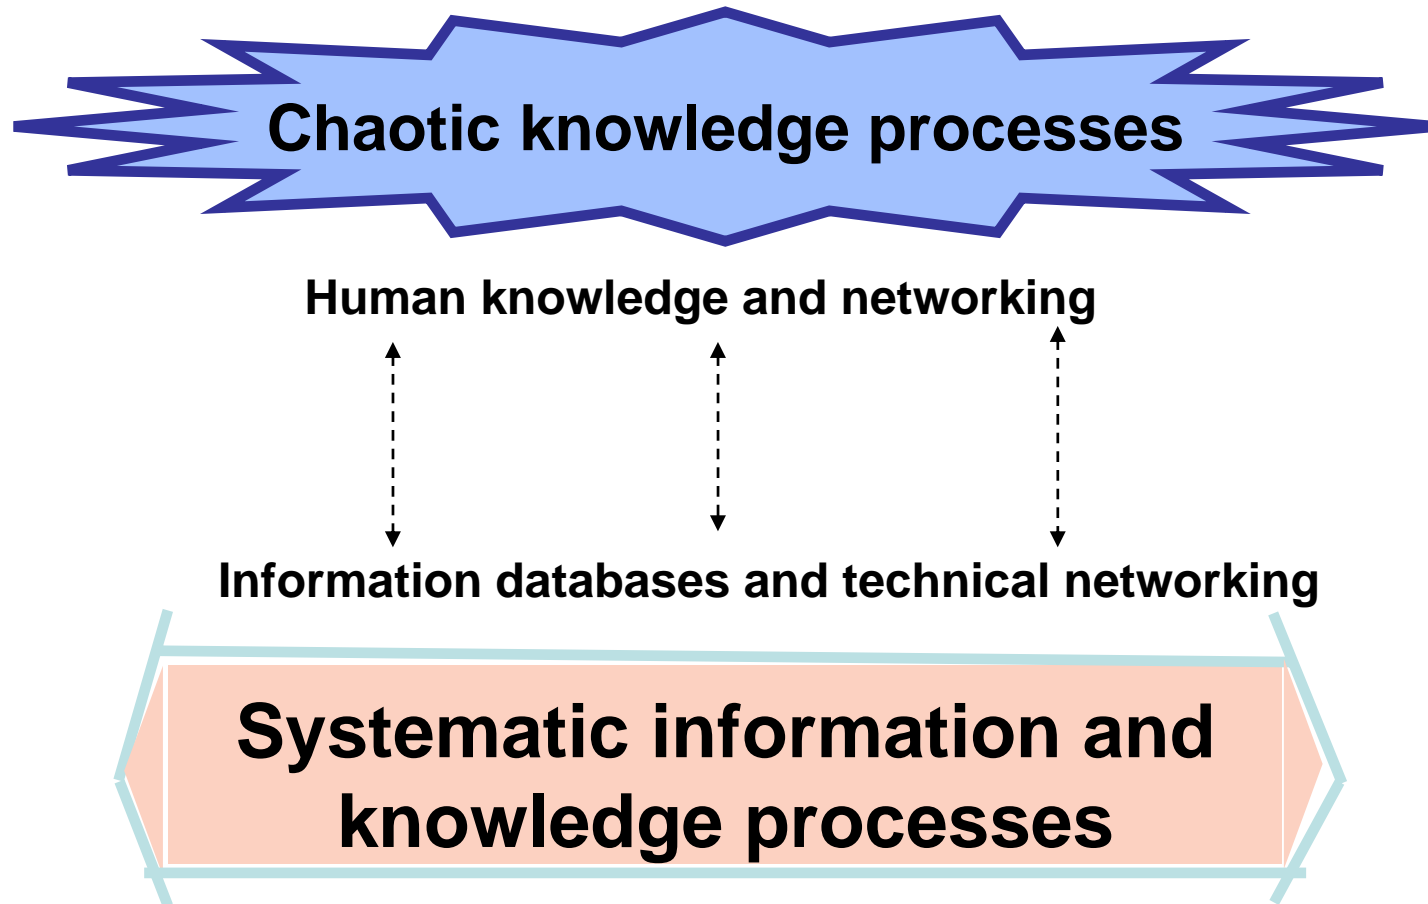 Chaotic knowledge processes
Human knowledge and networking
Information databases and technical networking
Systematic information and
knowledge processes